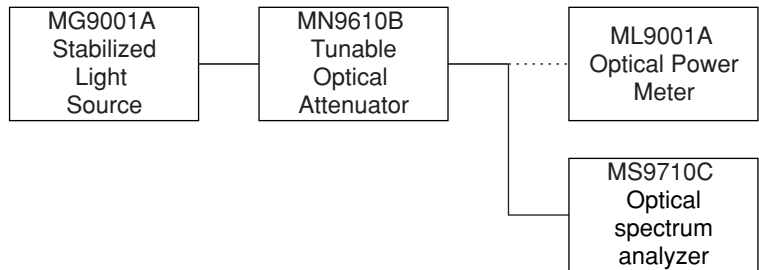 MG9001A
Stabilized
Light
Source
MN9610B
Tunable
Optical
Attenuator
ML9001A
Optical Power
Meter
MS9710C
Optical
spectrum
analyzer